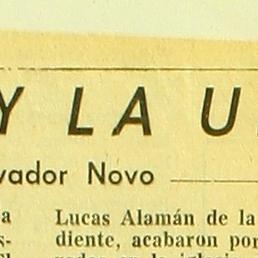 Y LA U
vador Novo
a
Lucas Alamán de la
s-
diente, acabaron por